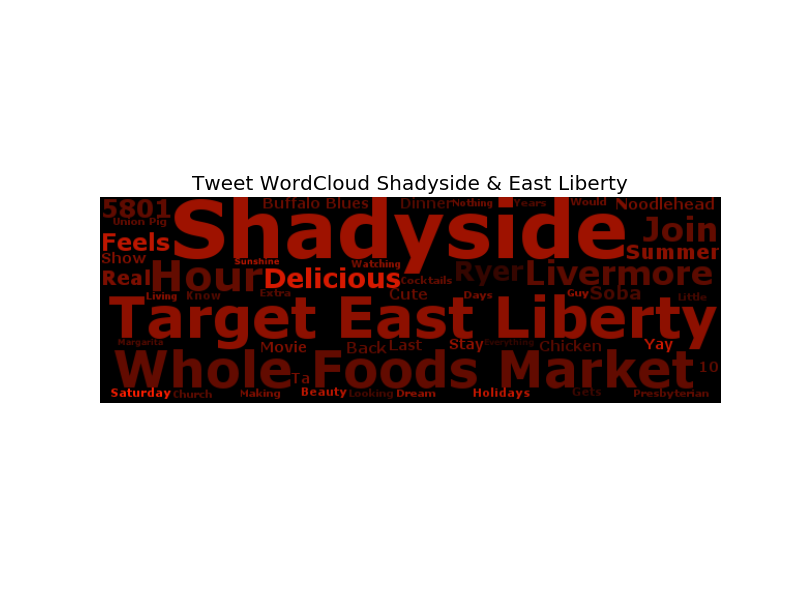 Tweet WordCloud Shadyside & East Liberty
5801 Shadyside Buffalo Blues Dinner Nothing Years Would Noodlehead
Union Pig Join
Feels Summer
Show Sunshine Watching
Real Hour Delicious Cocktails Ryer Livermore
Living Know Extra Cute Days Guy Soba Little
Target East Liberty
Margarita Movie Back Last Stay Everything Chicken Yay
Whole Foods Market 10
Ta
Saturday Church Making Beauty Looking Dream Holidays Gets Presbyterian